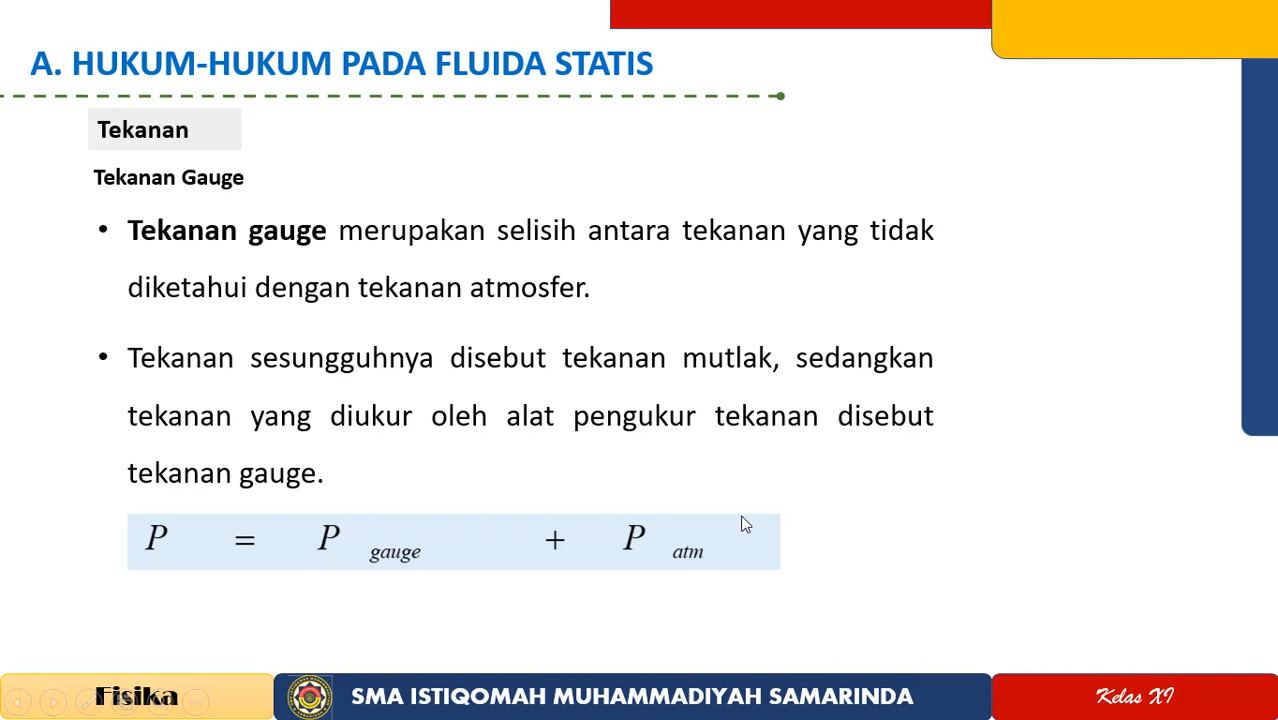 A. HUKUM-HUKUM PADA FLUIDA STATIS
Tekanan
Tekanan Gauge
• Tekanan gauge merupakan selisih antara tekanan yang tidak
diketahui dengan tekanan atmosfer.
• Tekanan sesungguhnya disebut tekanan mutlak, sedangkan
tekanan yang diukur oleh alat pengukur tekanan disebut
tekanan gauge.
P = P gauge + P atm
Fisika
SMA ISTIQOMAH MUHAMMADIYAH SAMARINDA
Kelas XI